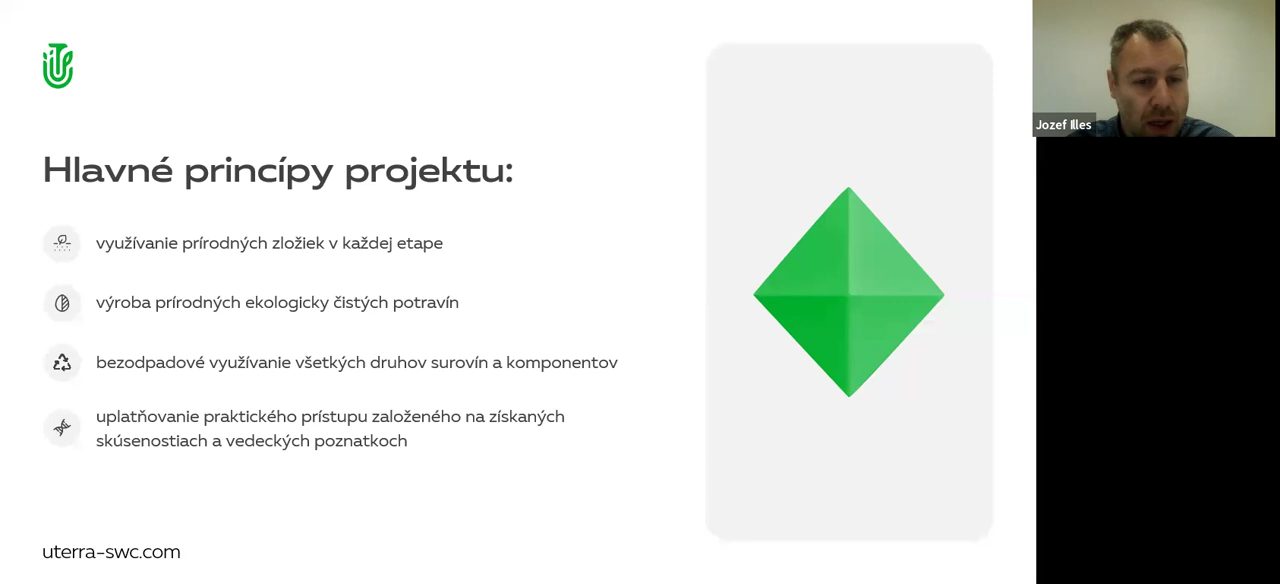 Hlavné princípy projektu:
využívanie prírodných zložiek v každej etape
výroba prírodných ekologicky čistých potravín
bezodpadové využívanie všetkých druhov surovín a komponentov
uplatňovanie praktického prístupu založeného na získaných
skúsenostiach a vedeckých poznatkoch
uterra-swc.com
Jozef Illes